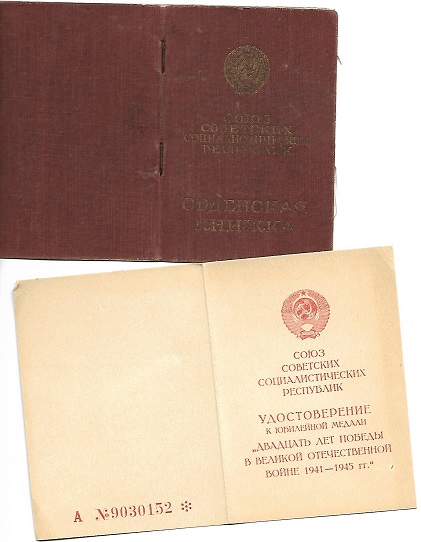 СОЮЗ
СОВЕТСКИХ
СОЦИАЛИСТИЧЕСКИХ
РЕСПУБЛИК
ОРДЕНСКАЯ
КНИЖКА
СОЮЗ
СОВЕТСКИХ
СОЦИАЛИСТИЧЕСКИХ
РЕСПУБЛИК
УДОСТОВЕРЕНИЕ
К ЮБИЛЕЙНОЙ МЕДАЛИ
„ДВАДЦАТЬ ЛЕТ ПОБЕДЫ
В ВЕЛИКОЙ ОТЕЧЕСТВЕННОЙ
ВОЙНЕ 1941—1945 гг.“
А №9030152 ✻